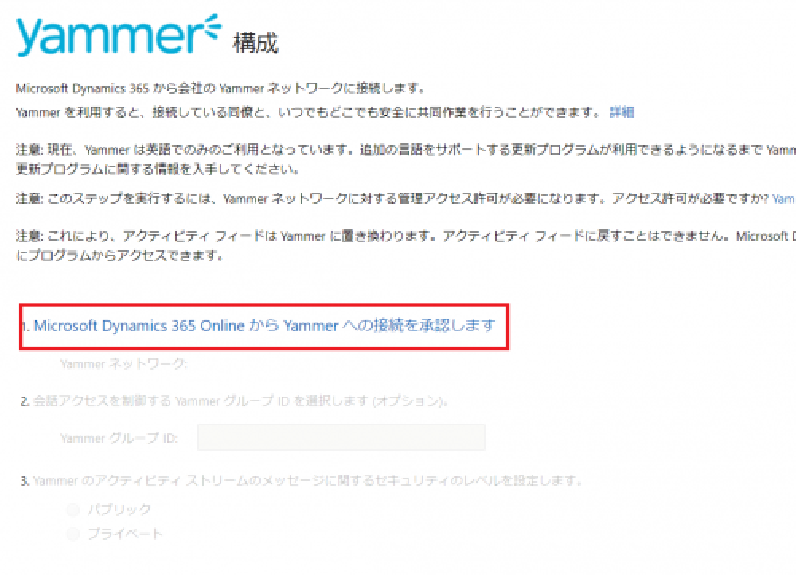 yammer 構成
Microsoft Dynamics 365 から会社の Yammer ネットワークに接続します。
Yammer を利用すると、接続している同僚と、いつでもどこでも安全に共同作業を行うことができます。 詳細
注意: 現在、Yammer は英語でのみのご利用となっています。追加の言語をサポートする更新プログラムが利用できるようになるまで Yamm
更新プログラムに関する情報を入手してください。
注意: このステップを実行するには、Yammer ネットワークに対する管理アクセス許可が必要になります。アクセス許可が必要ですか? Yam
注意: これにより、アクティビティ フィードは Yammer に置き換わります。アクティビティ フィードに戻すことはできません。Microsoft D
にプログラムからアクセスできます。
1. Microsoft Dynamics 365 Online から Yammer への接続を承認します
Yammer ネットワーク:
2. 会話アクセスを制御する Yammer グループ ID を選択します (オプション)。
Yammer グループ ID:
3. Yammer のアクティビティ ストリームのメッセージに関するセキュリティのレベルを設定します。
パブリック
プライベート